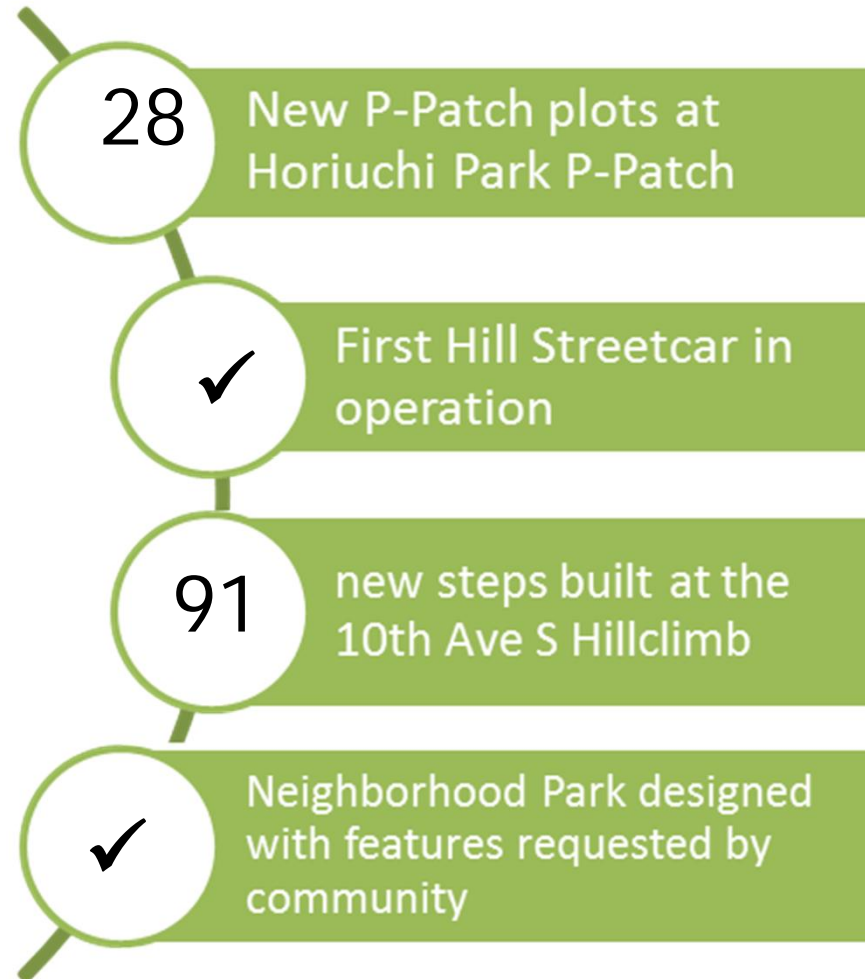 28
New P-Patch plots at
Horiuchi Park P-Patch
✓
First Hill Streetcar in
operation
91
new steps built at the
10th Ave S Hillclimb
✓
Neighborhood Park designed
with features requested by
community